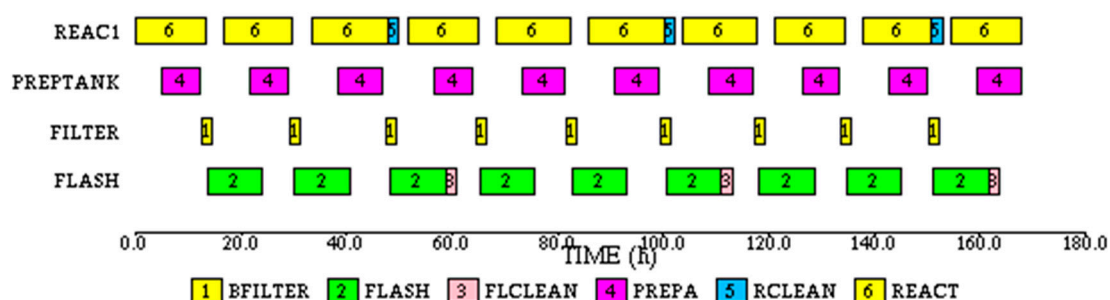 REAC1 6 6 6 5 6 6 6 5 6 6 6 5 6
PREPTANK 4 4 4 4 4 4 4 4 4 4
FILTER 1 1 1 1 1 1 1 1 1
FLASH 2 2 2 3 2 2 2 3 2 2 2 3
0.0 20.0 40.0 60.0 80.0 100.0 120.0 140.0 160.0 180.0
TIME (h)
1 BFILTER 2 FLASH 3 FLCLEAN 4 PREPA 5 RCLEAN 6 REACT